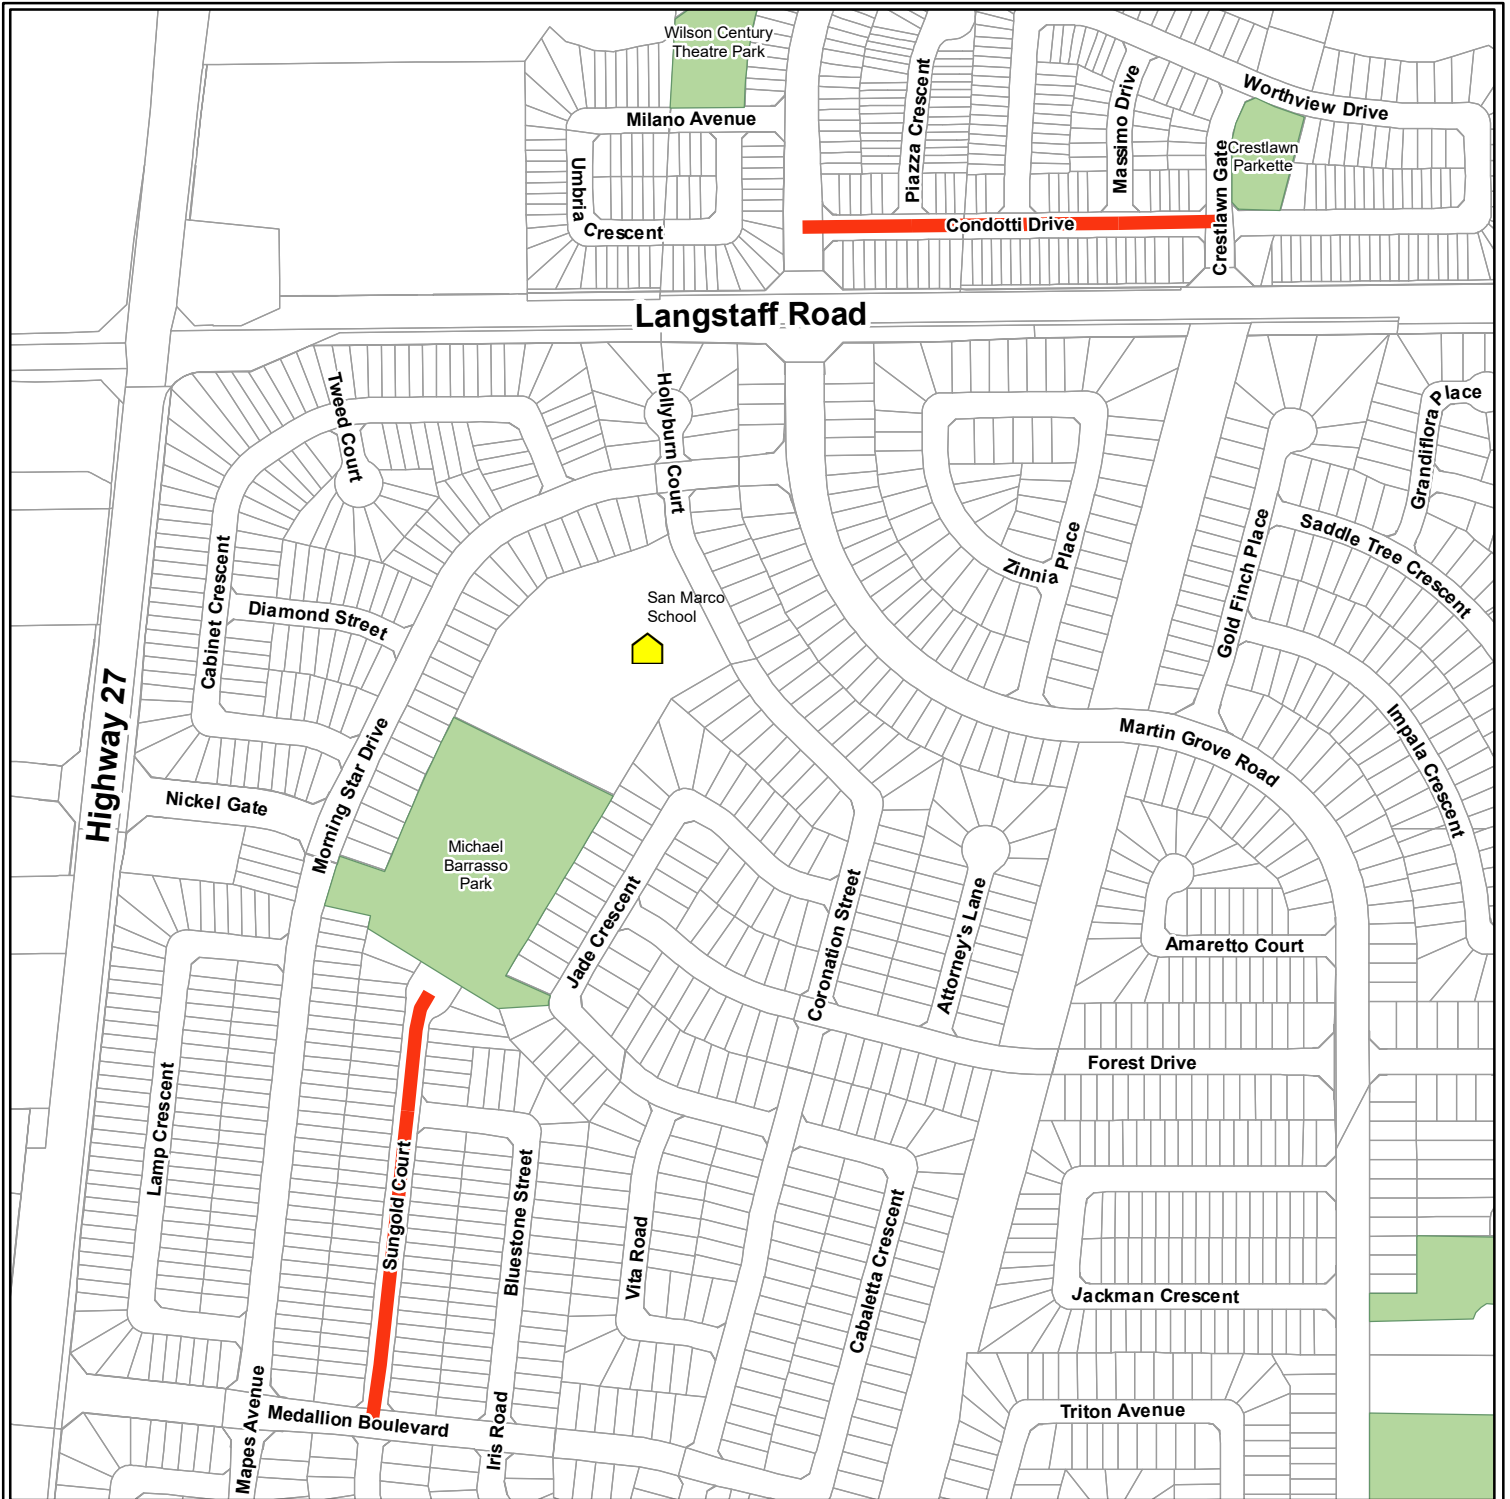 Wilson Century
Theatre Park
Milano Avenue
Umbria
Crescent
Piazza Crescent
Massimo Drive
Worthview Drive
Crestlawn
Parkette
Crestlawn Gate
Condotti Drive
Langstaff Road
Tweed Court
Hollyburn Court
Grandiflora Place
Saddle Tree Crescent
Zinnia Place
Gold Finch Place
Cabinet Crescent
Diamond Street
San Marco
School
Highway 27
Nickel Gate
Morning Star Drive
Martin Grove Road
Impala Crescent
Michael
Barrasso
Park
Jade Crescent
Coronation Street
Attorney's Lane
Amaretto Court
Forest Drive
Lamp Crescent
Sungold Court
Bluestone Street
Vita Road
Cabaletta Crescent
Jackman Crescent
Mapes Avenue
Medallion Boulevard
Iris Road
Triton Avenue